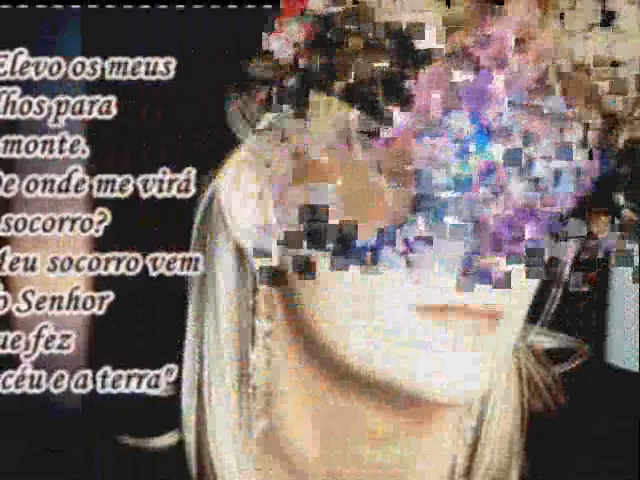 Elevo os meus
lhos para
monte.
e onde me virá
socorro?
eu socorro vem
o Senhor
ue fez
céu e a terra"